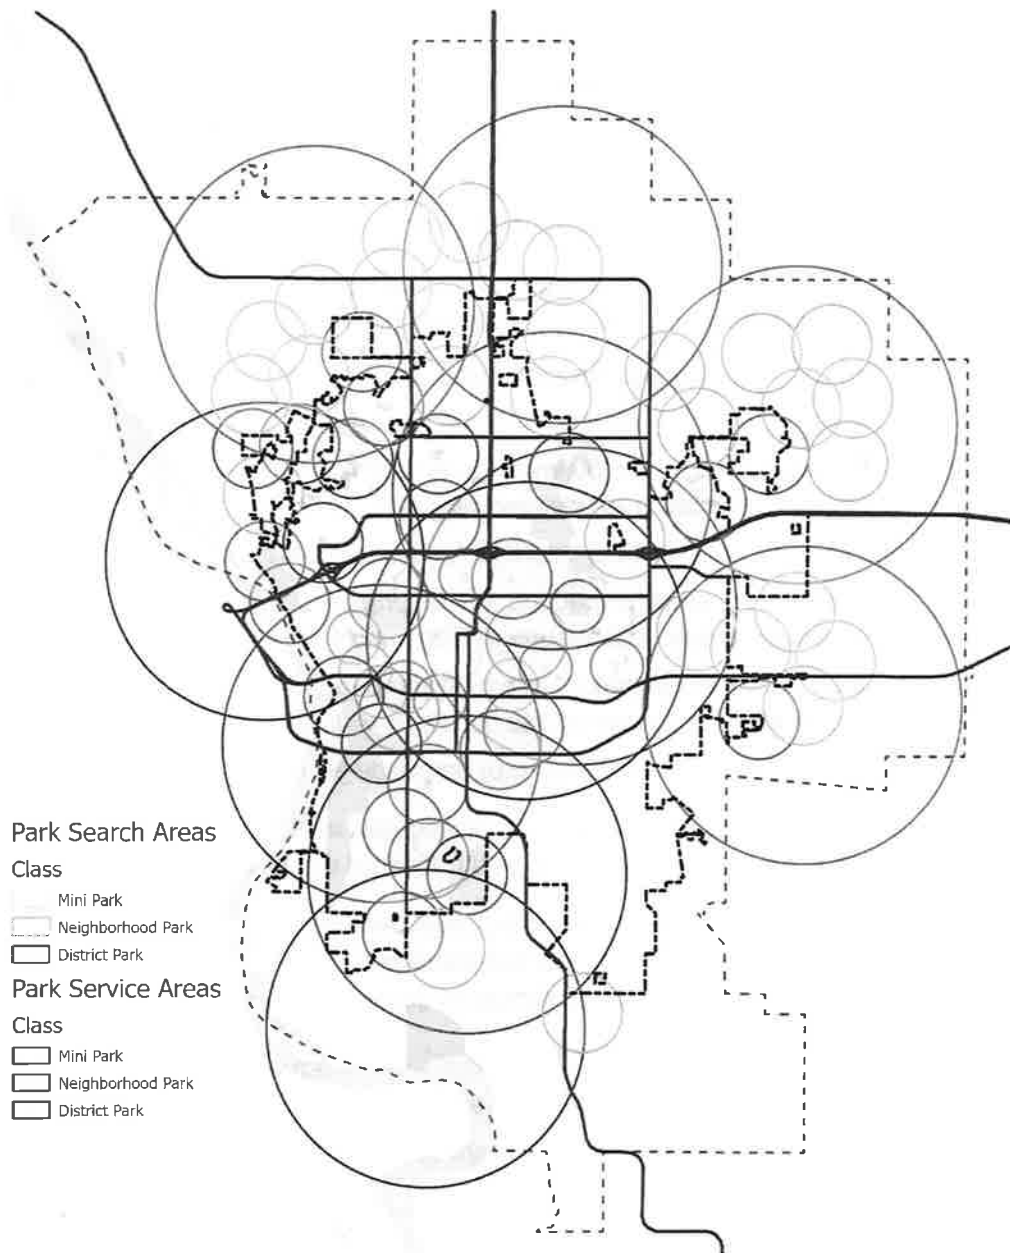 Park Search Areas
Class
Mini Park
Neighborhood Park
District Park
Park Service Areas
Class
Mini Park
Neighborhood Park
District Park